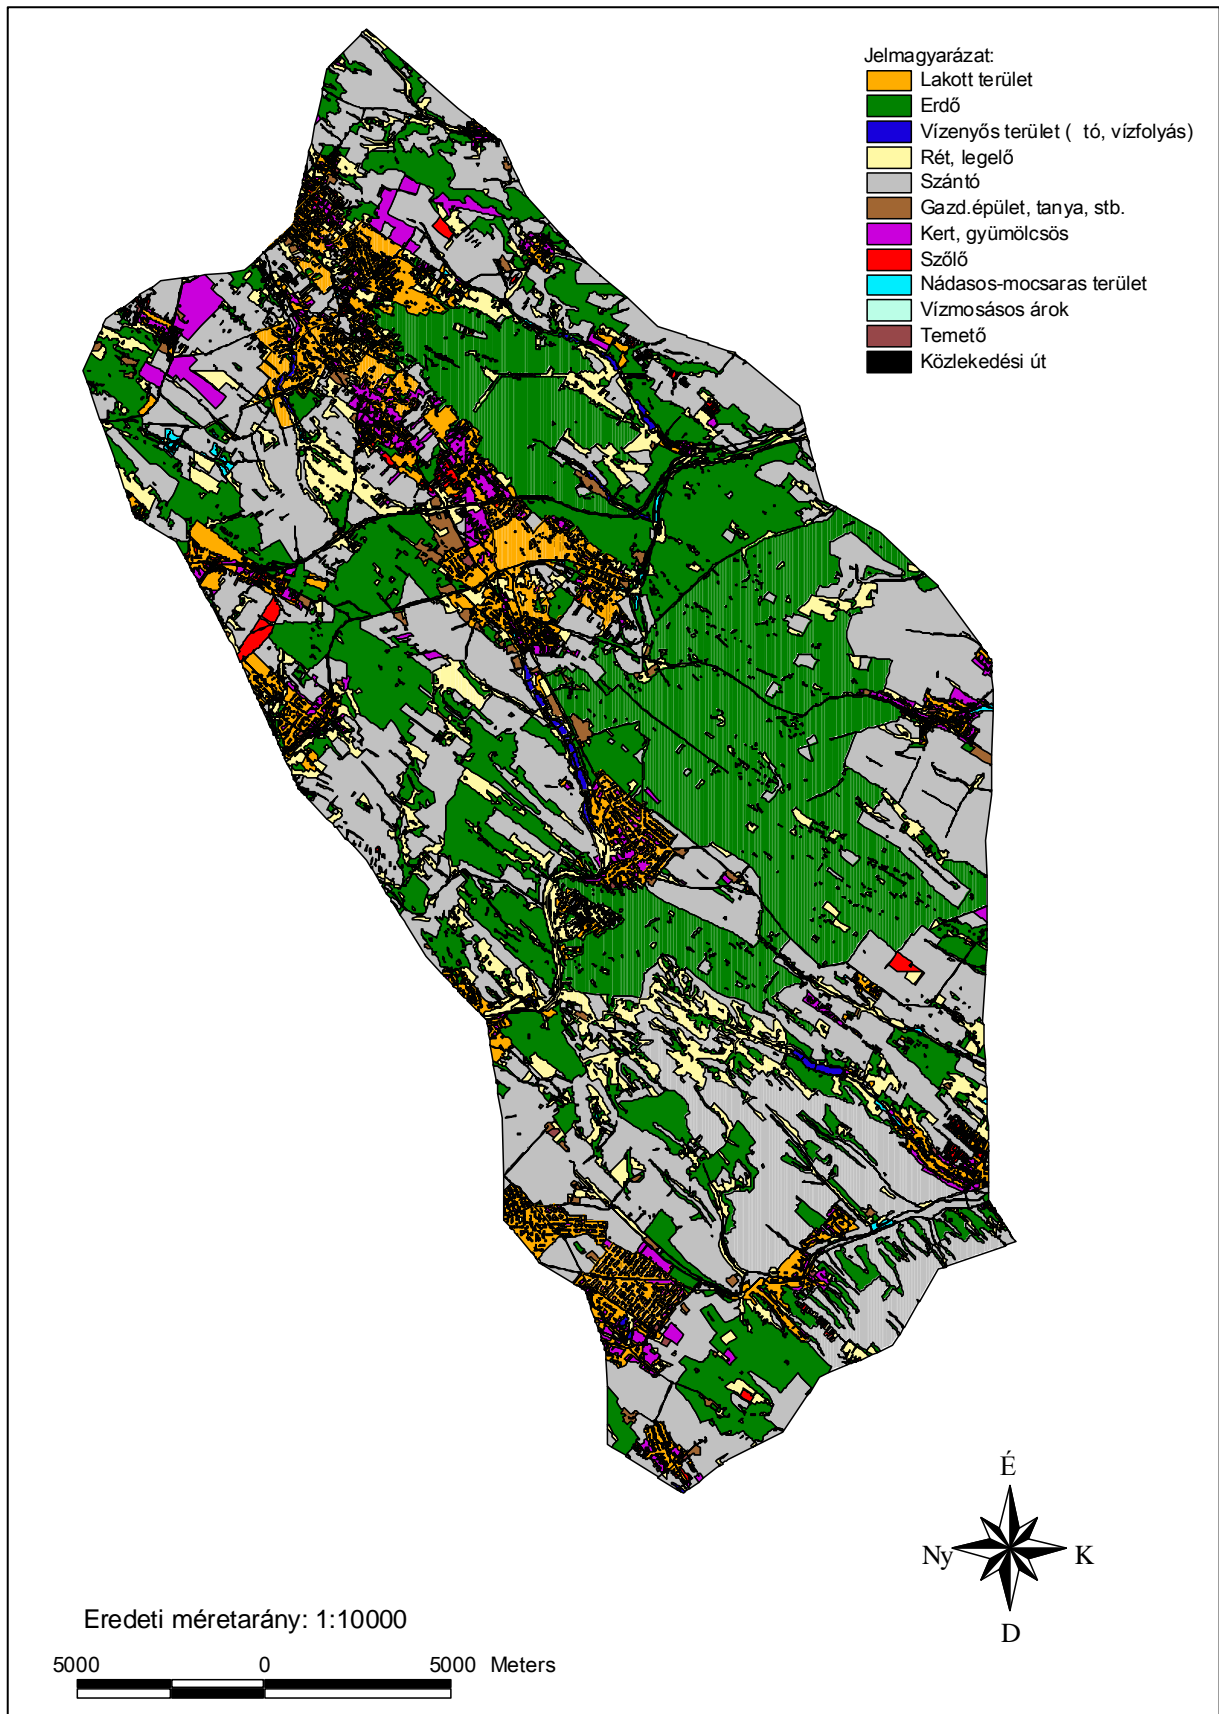 Jelmagyarázat:
Lakott terület
Erdő
Vízenyős terület ( tó, vízfolyás)
Rét, legelő
Szántó
Gazd.épület, tanya, stb.
Kert, gyümölcsös
Szőlő
Nádasos-mocsaras terület
Vízmosásos árok
Temető
Közlekedési út
É
Ny K
D
Eredeti méretarány: 1:10000
5000 0 5000 Meters